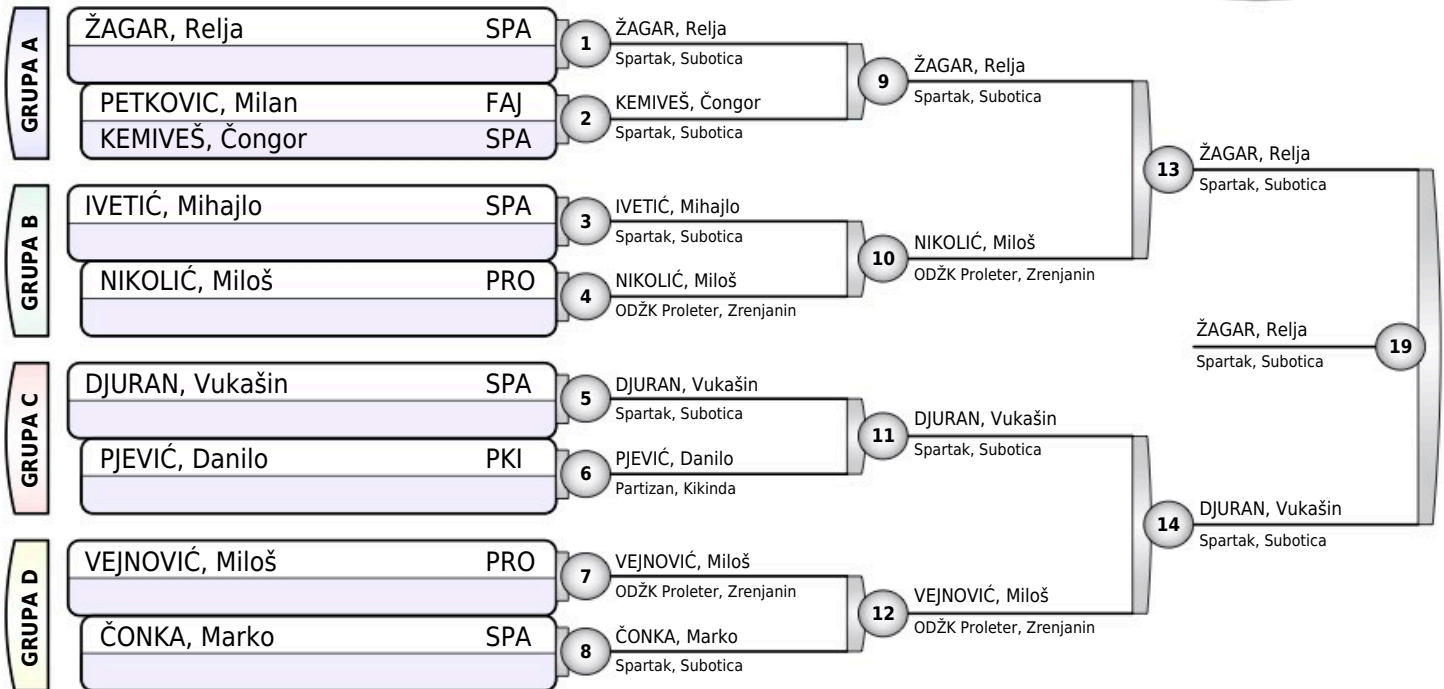 GRUPA A
ŽAGAR, Relja SPA
PETKOVIC, Milan FAJ
KEMIVEŠ, Čongor SPA
1
ŽAGAR, Relja
Spartak, Subotica
2
KEMIVEŠ, Čongor
Spartak, Subotica
9
ŽAGAR, Relja
Spartak, Subotica
GRUPA B
IVETIĆ, Mihajlo SPA
NIKOLIĆ, Miloš PRO
3
IVETIĆ, Mihajlo
Spartak, Subotica
4
NIKOLIĆ, Miloš
ODŽK Proleter, Zrenjanin
10
NIKOLIĆ, Miloš
ODŽK Proleter, Zrenjanin
13
ŽAGAR, Relja
Spartak, Subotica
GRUPA C
DJURAN, Vukašin SPA
PJEVIĆ, Danilo PKI
5
DJURAN, Vukašin
Spartak, Subotica
6
PJEVIĆ, Danilo
Partizan, Kikinda
11
DJURAN, Vukašin
Spartak, Subotica
GRUPA D
VEJNOVIĆ, Miloš PRO
ČONKA, Marko SPA
7
VEJNOVIĆ, Miloš
ODŽK Proleter, Zrenjanin
8
ČONKA, Marko
Spartak, Subotica
12
VEJNOVIĆ, Miloš
ODŽK Proleter, Zrenjanin
14
DJURAN, Vukašin
Spartak, Subotica
ŽAGAR, Relja
Spartak, Subotica
19